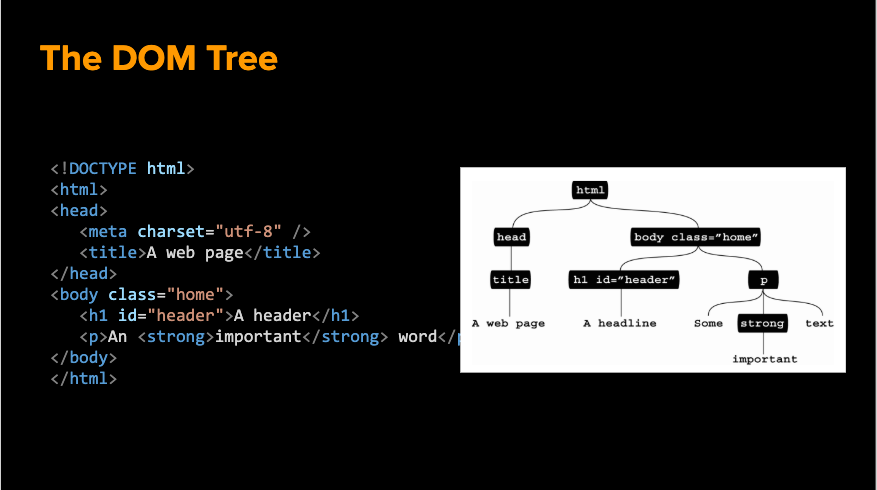 The DOM Tree
<!DOCTYPE html>
<html>
<head>
<meta charset="utf-8" />
<title>A web page</title>
</head>
<body class="home">
<h1 id="header">A header</h1>
<p>An <strong>important</strong> word</p
</body>
</html>
html
head body class="home"
title h1 id="header" p
A web page A headline Some strong text
important